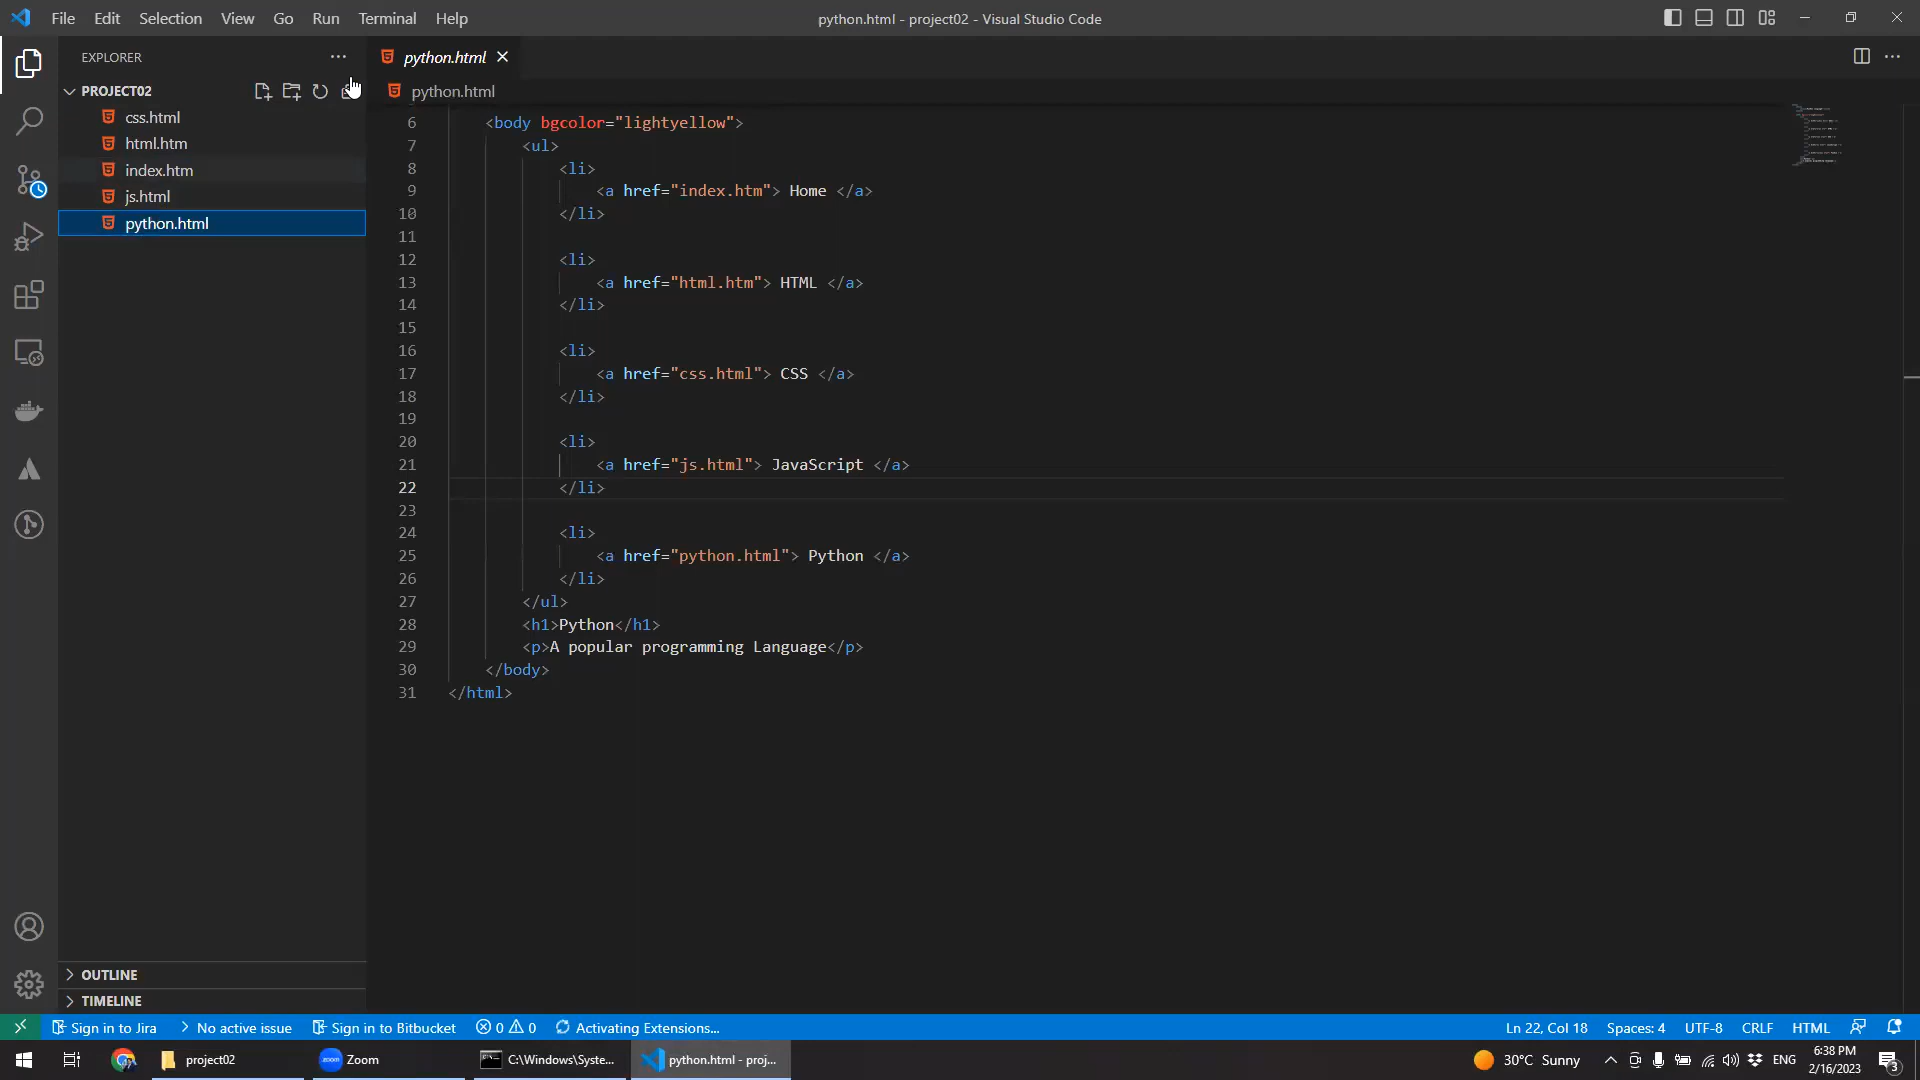 File Edit Selection View Go Run Terminal Help
python.html - project02 - Visual Studio Code
EXPLORER
PROJECT02
css.html
html.htm
index.htm
js.html
python.html
OUTLINE
TIMELINE
python.html
python.html
6 <body bgcolor="lightyellow">
7 <ul>
8 <li>
9 <a href="index.htm"> Home </a>
10 </li>
11
12 <li>
13 <a href="html.htm"> HTML </a>
14 </li>
15
16 <li>
17 <a href="css.html"> CSS </a>
18 </li>
19
20 <li>
21 <a href="js.html"> JavaScript </a>
22 </li>
23
24 <li>
25 <a href="python.html"> Python </a>
26 </li>
27 </ul>
28 <h1>Python</h1>
29 <p>A popular programming Language</p>
30 </body>
31 </html>
Sign in to Jira No active issue Sign in to Bitbucket 0 0 Activating Extensions... Ln 22, Col 18 Spaces: 4 UTF-8 CRLF HTML
project02 zoom Zoom C:\Windows\Syste... python.html - proj... 30°C Sunny ENG 6:38 PM
2/16/2023 3